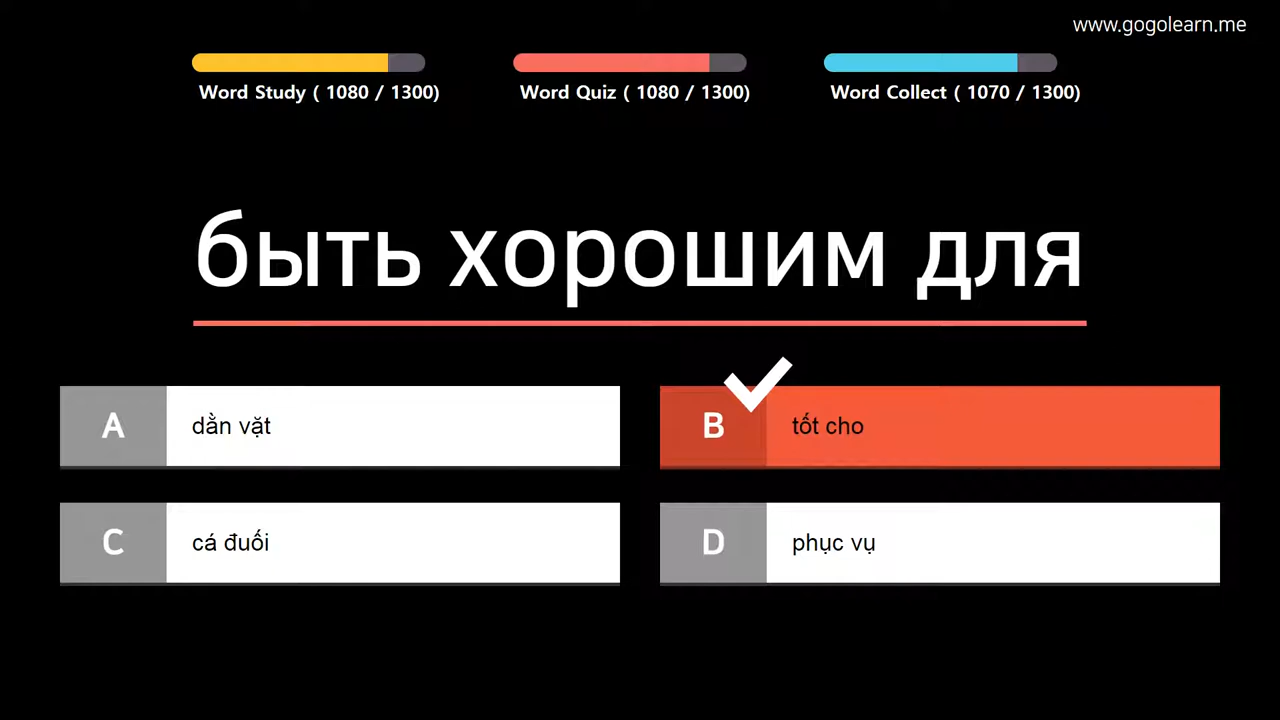 www.gogolearn.me
Word Study ( 1080 / 1300)
Word Quiz ( 1080 / 1300)
Word Collect ( 1070 / 1300)
быть хорошим для
A dằn vặt
B tốt cho
C cá đuối
D phục vụ